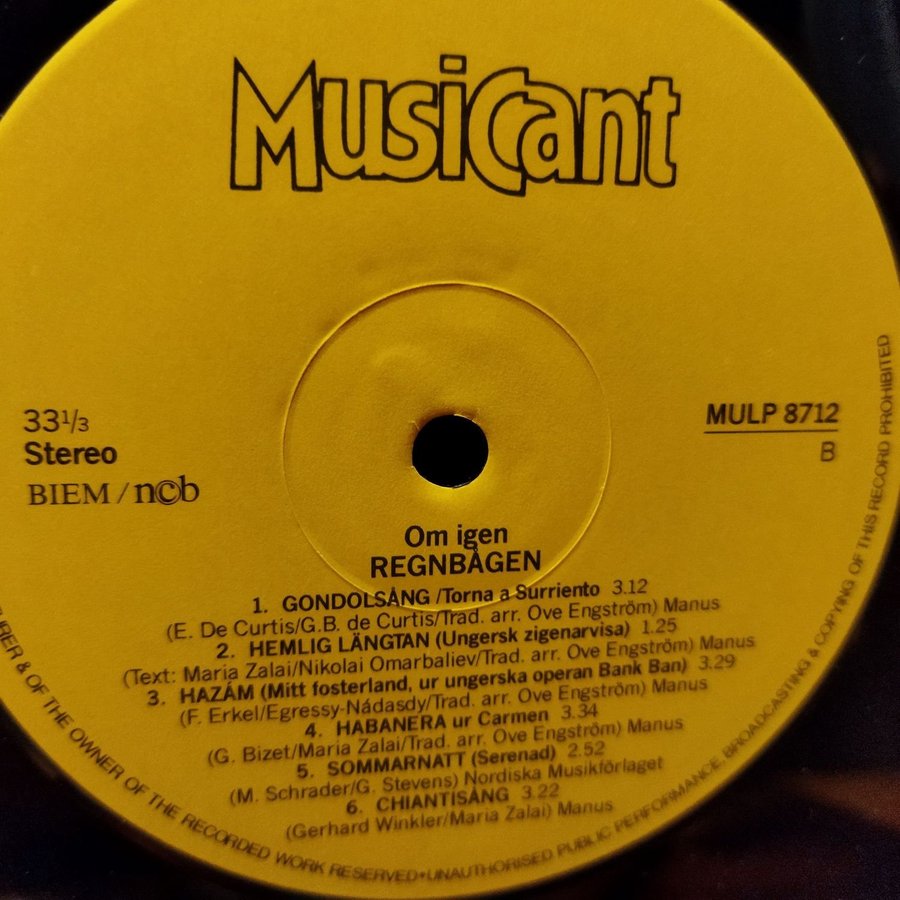 Musicant
33⅓
Stereo
BIEM / n©b
MULP 8712
B
Om igen
REGNBÅGEN
1. GONDOLSÅNG /Torna a Surriento 3.12
(E. De Curtis/G.B. de Curtis/Trad. arr. Ove Engström) Manus
2. HEMLIG LÄNGTAN (Ungersk zigenarvisa) 1.25
(Text: Maria Zalai/Nikolai Omarbaliev/Trad. arr. Ove Engström) Manus
3. HAZÁM (Mitt fosterland, ur ungerska operan Bank Ban) 3.29
(F. Erkel/Egressy-Nádasdy/Trad. arr. Ove Engström) Manus
4. HABANERA ur Carmen 3.34
(G. Bizet/Maria Zalai/Trad. arr. Ove Engström) Manus
5. SOMMARNATT (Serenad) 2.52
(M. Schrader/G. Stevens) Nordiska Musikförlaget
6. CHIANTISÅNG 3.22
(Gerhard Winkler/Maria Zalai) Manus
& OF THE OWNER OF THE RECORDED WORK RESERVED•UNAUTHORISED PUBLIC PERFORMANCE, BROADCASTING & COPYING OF THIS RECORD PROHIBITED